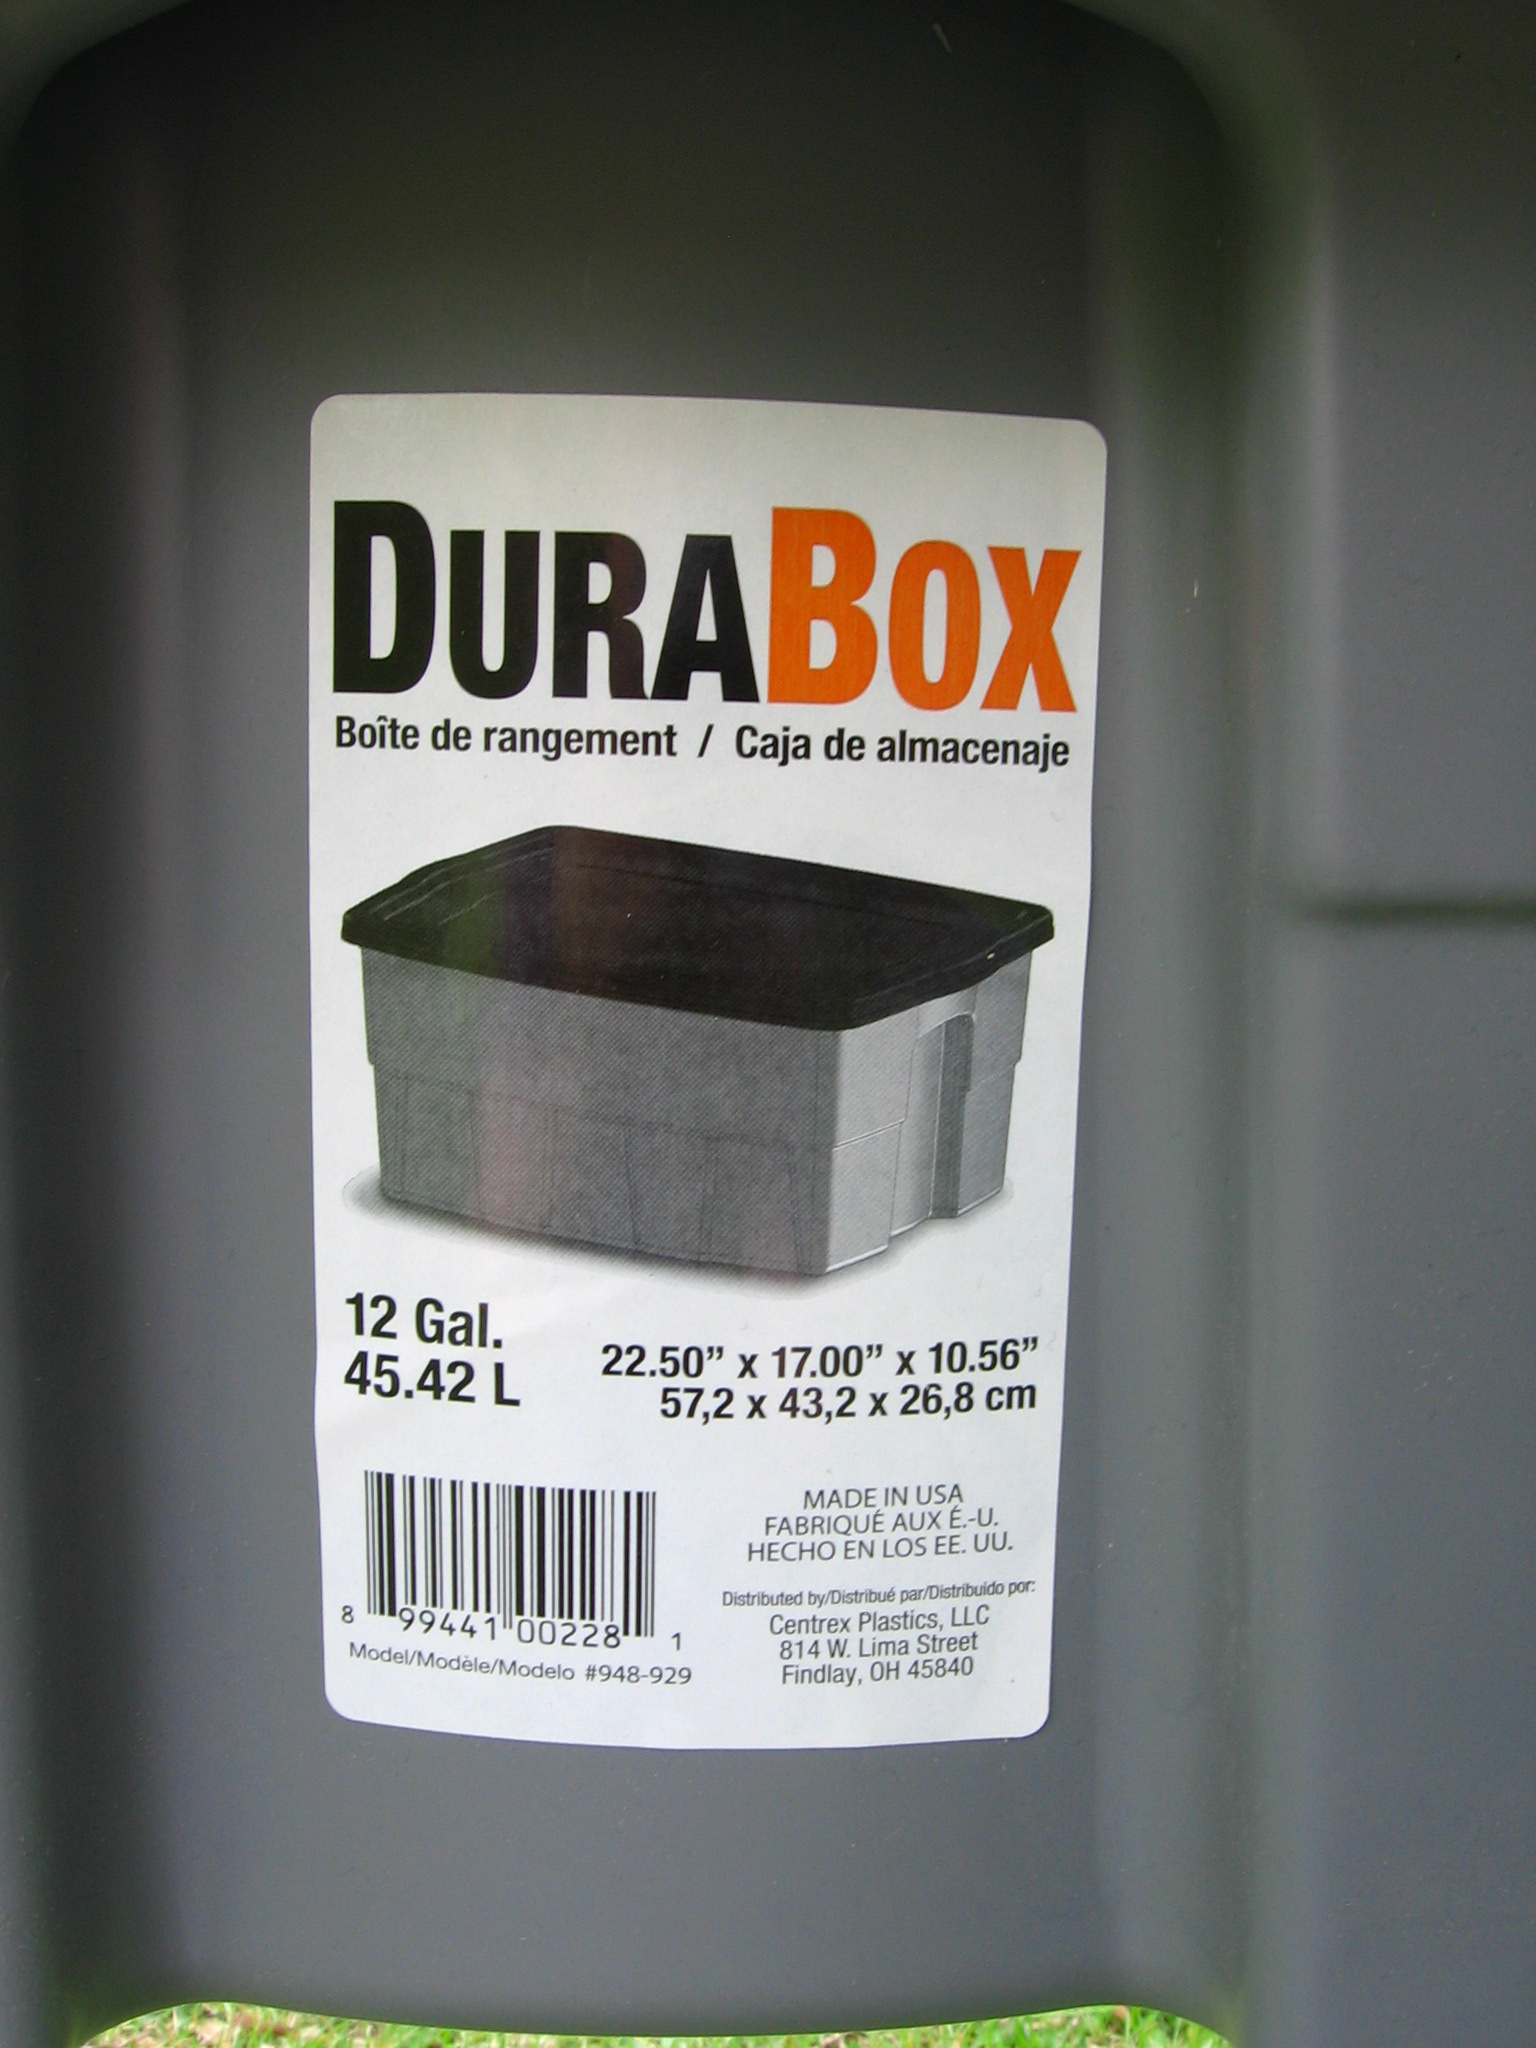 DURABOX
Boîte de rangement / Caja de almacenaje
12 Gal.
45.42 L
22.50” x 17.00” x 10.56”
57,2 x 43,2 x 26,8 cm
8 99441 00228 1
Model/Modèle/Modelo #948-929
MADE IN USA
FABRIQUÉ AUX É.-U.
HECHO EN LOS EE. UU.
Distributed by/Distribué par/Distribuido por:
Centrex Plastics, LLC
814 W. Lima Street
Findlay, OH 45840